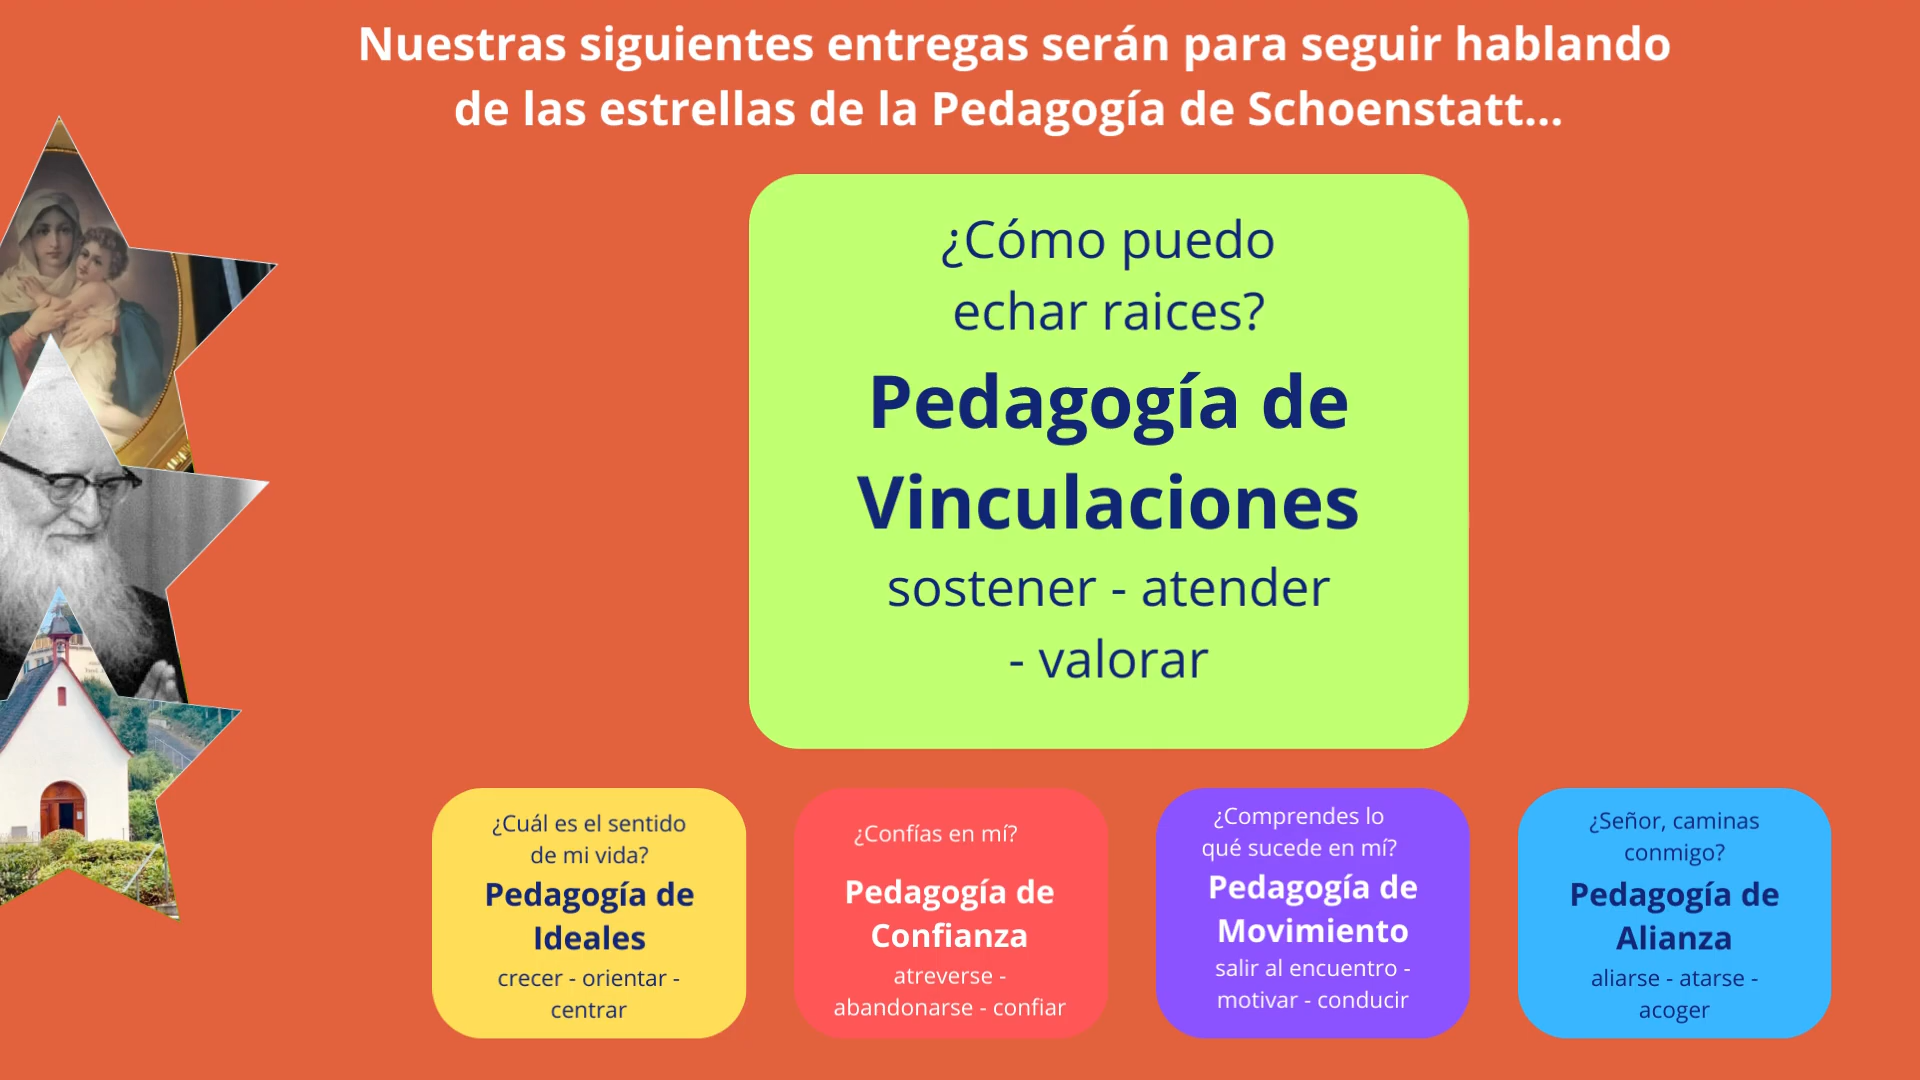 Nuestras siguientes entregas serán para seguir hablando
de las estrellas de la Pedagogía de Schoenstatt...
¿Cómo puedo
echar raices?
Pedagogía de
Vinculaciones
sostener - atender
- valorar
¿Cuál es el sentido
de mi vida?
Pedagogía de
Ideales
crecer - orientar -
centrar
¿Confías en mí?
Pedagogía de
Confianza
atreverse -
abandonarse - confiar
¿Comprendes lo
qué sucede en mí?
Pedagogía de
Movimiento
salir al encuentro -
motivar - conducir
¿Señor, caminas
conmigo?
Pedagogía de
Alianza
aliarse - atarse -
acoger